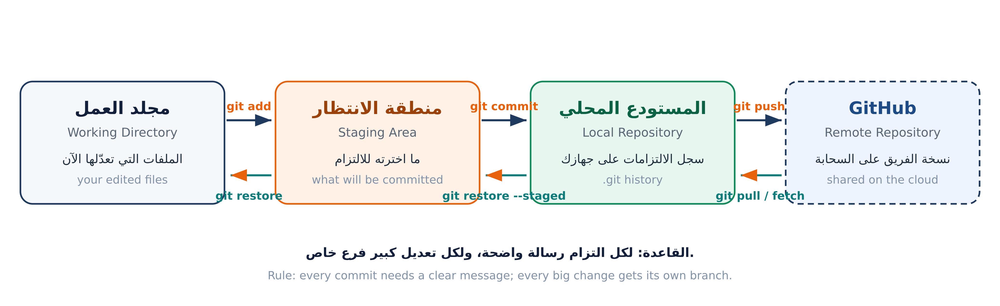 مجلد العمل
Working Directory
الملفات التي تعدّلها الآن
your edited files
git add
git restore
منطقة الانتظار
Staging Area
ما اخترته للالتزام
what will be committed
git commit
git restore --staged
المستودع المحلي
Local Repository
سجل الالتزامات على جهازك
.git history
git push
git pull / fetch
GitHub
Remote Repository
نسخة الفريق على السحابة
shared on the cloud
القاعدة: لكل التزام رسالة واضحة، ولكل تعديل كبير فرع خاص.
Rule: every commit needs a clear message; every big change gets its own branch.